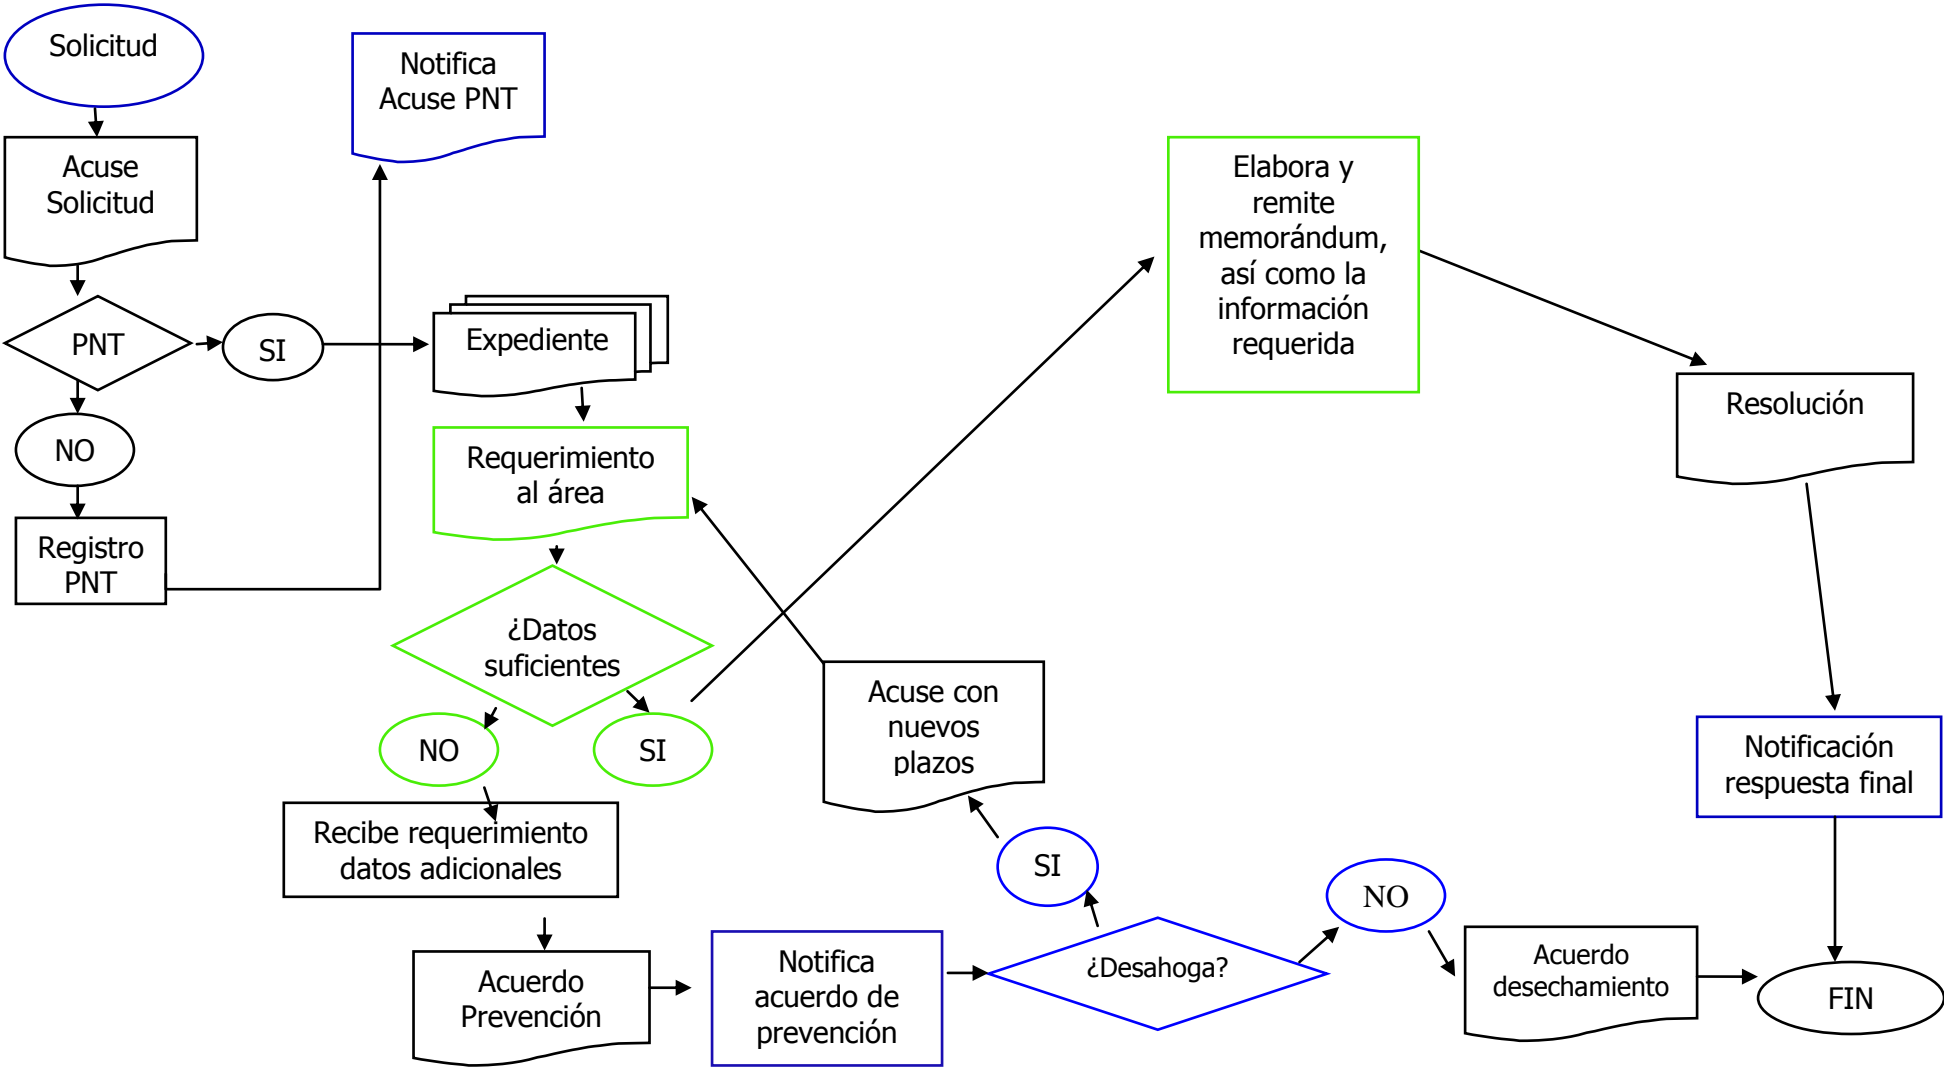 Solicitud
Notifica
Acuse PNT
Acuse
Solicitud
PNT
SI
NO
Registro
PNT
Expediente
Requerimiento
al área
¿Datos
suficientes
NO
SI
Recibe requerimiento
datos adicionales
Acuerdo
Prevención
Notifica
acuerdo de
prevención
¿Desahoga?
SI
Acuse con
nuevos
plazos
NO
Acuerdo
desechamiento
Elabora y
remite
memorándum,
así como la
información
requerida
Resolución
Notificación
respuesta final
FIN